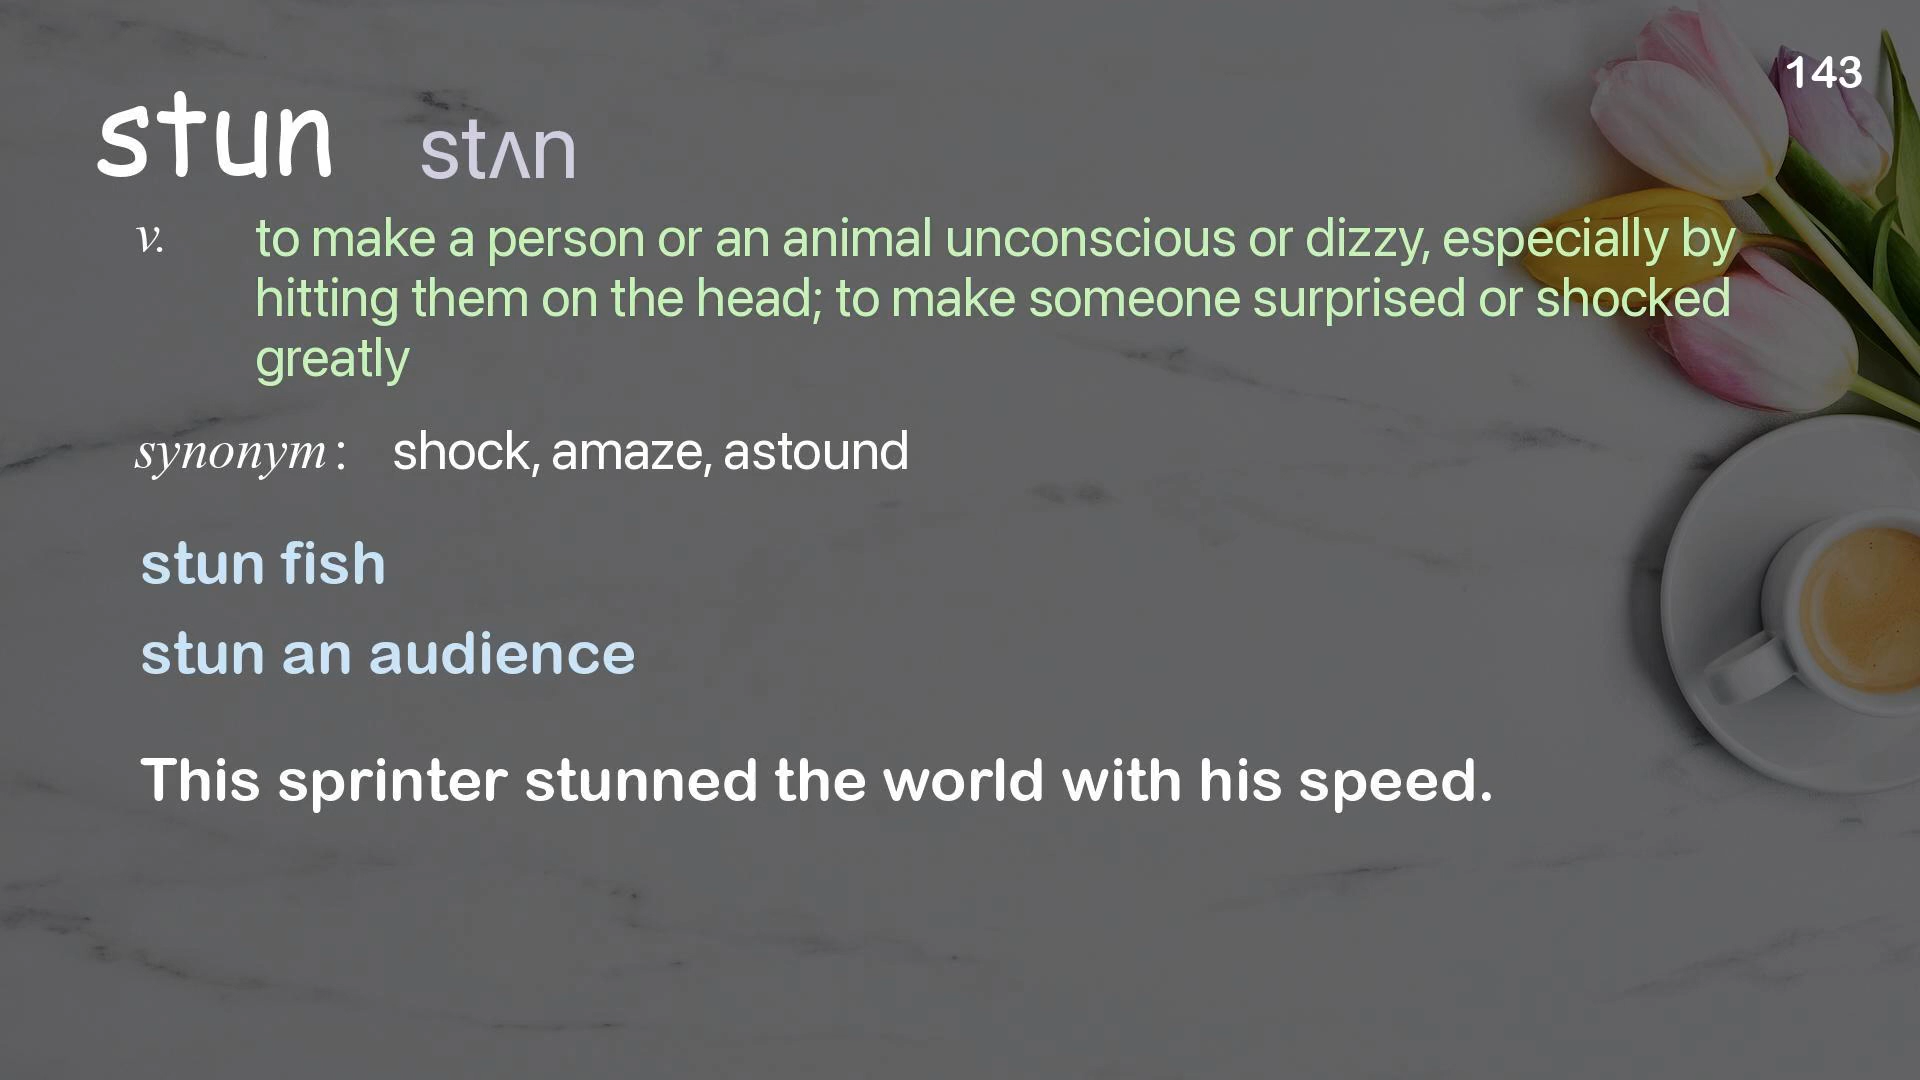 143
stun stʌn
v. to make a person or an animal unconscious or dizzy, especially by
hitting them on the head; to make someone surprised or shocked
greatly
synonym: shock, amaze, astound
stun fish
stun an audience
This sprinter stunned the world with his speed.